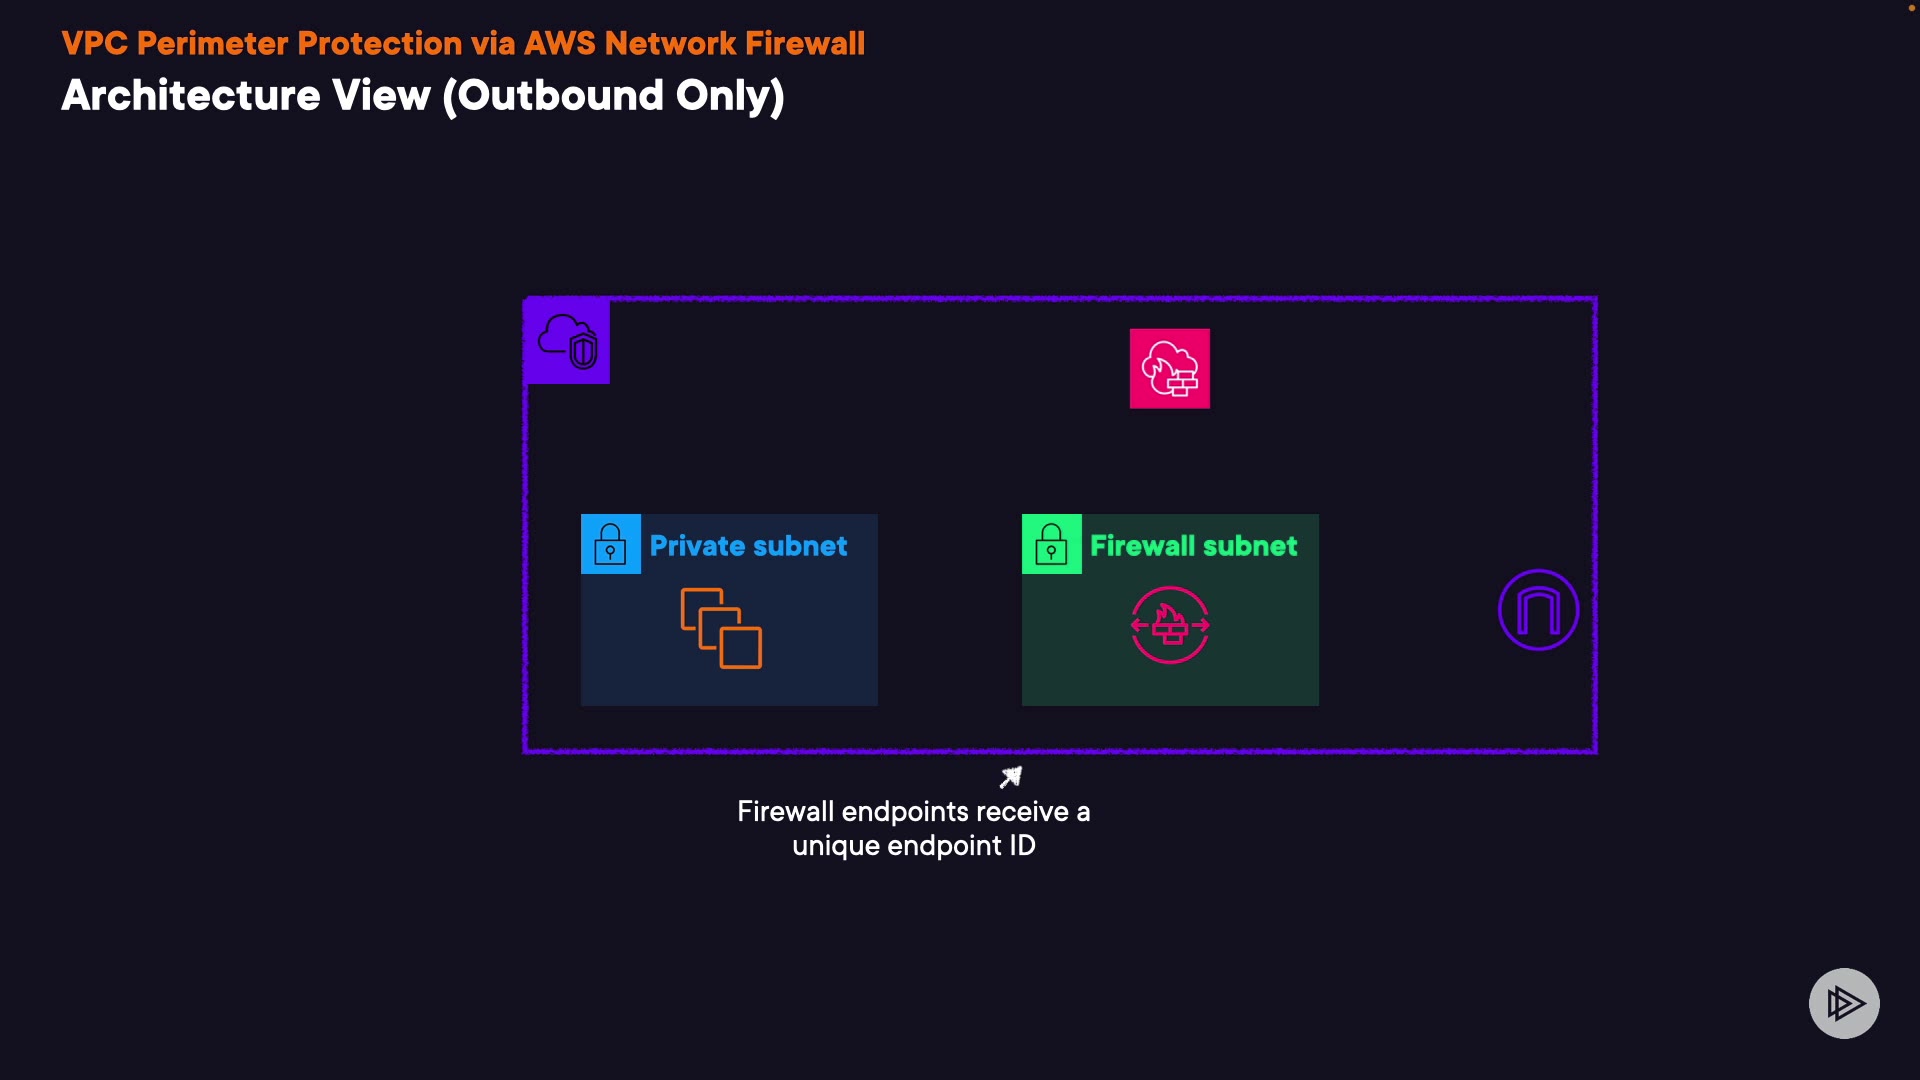 VPC Perimeter Protection via AWS Network Firewall
Architecture View (Outbound Only)
Private subnet
Firewall subnet
Firewall endpoints receive a
unique endpoint ID